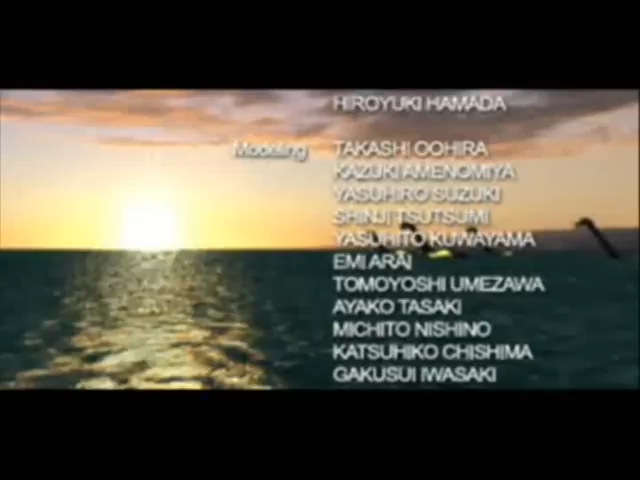 HIROYUKI HAMADA
Modeling TAKASHI OOHIRA
KAZUKI AMENOMIYA
YASUHIRO SUZUKI
SHINJI TSUTSUMI
YASUHITO KUWAYAMA
EMI ARAI
TOMOYOSHI UMEZAWA
AYAKO TASAKI
MICHITO NISHINO
KATSUHIKO CHISHIMA
GAKUSUI IWASAKI